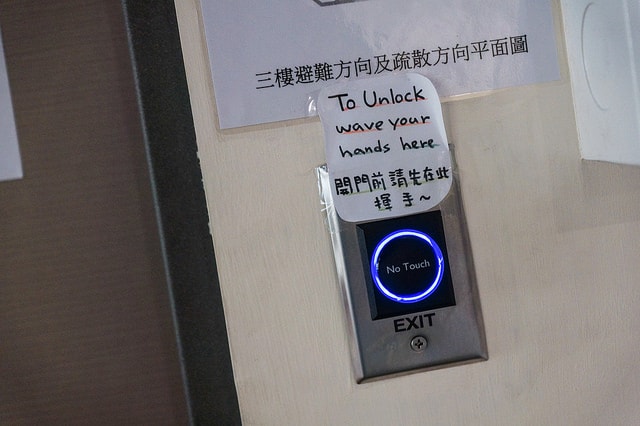 三樓避難方向及疏散方向平面圖
To Unlock
wave your
hands here
開門前請先在此
揮手~
No Touch
EXIT